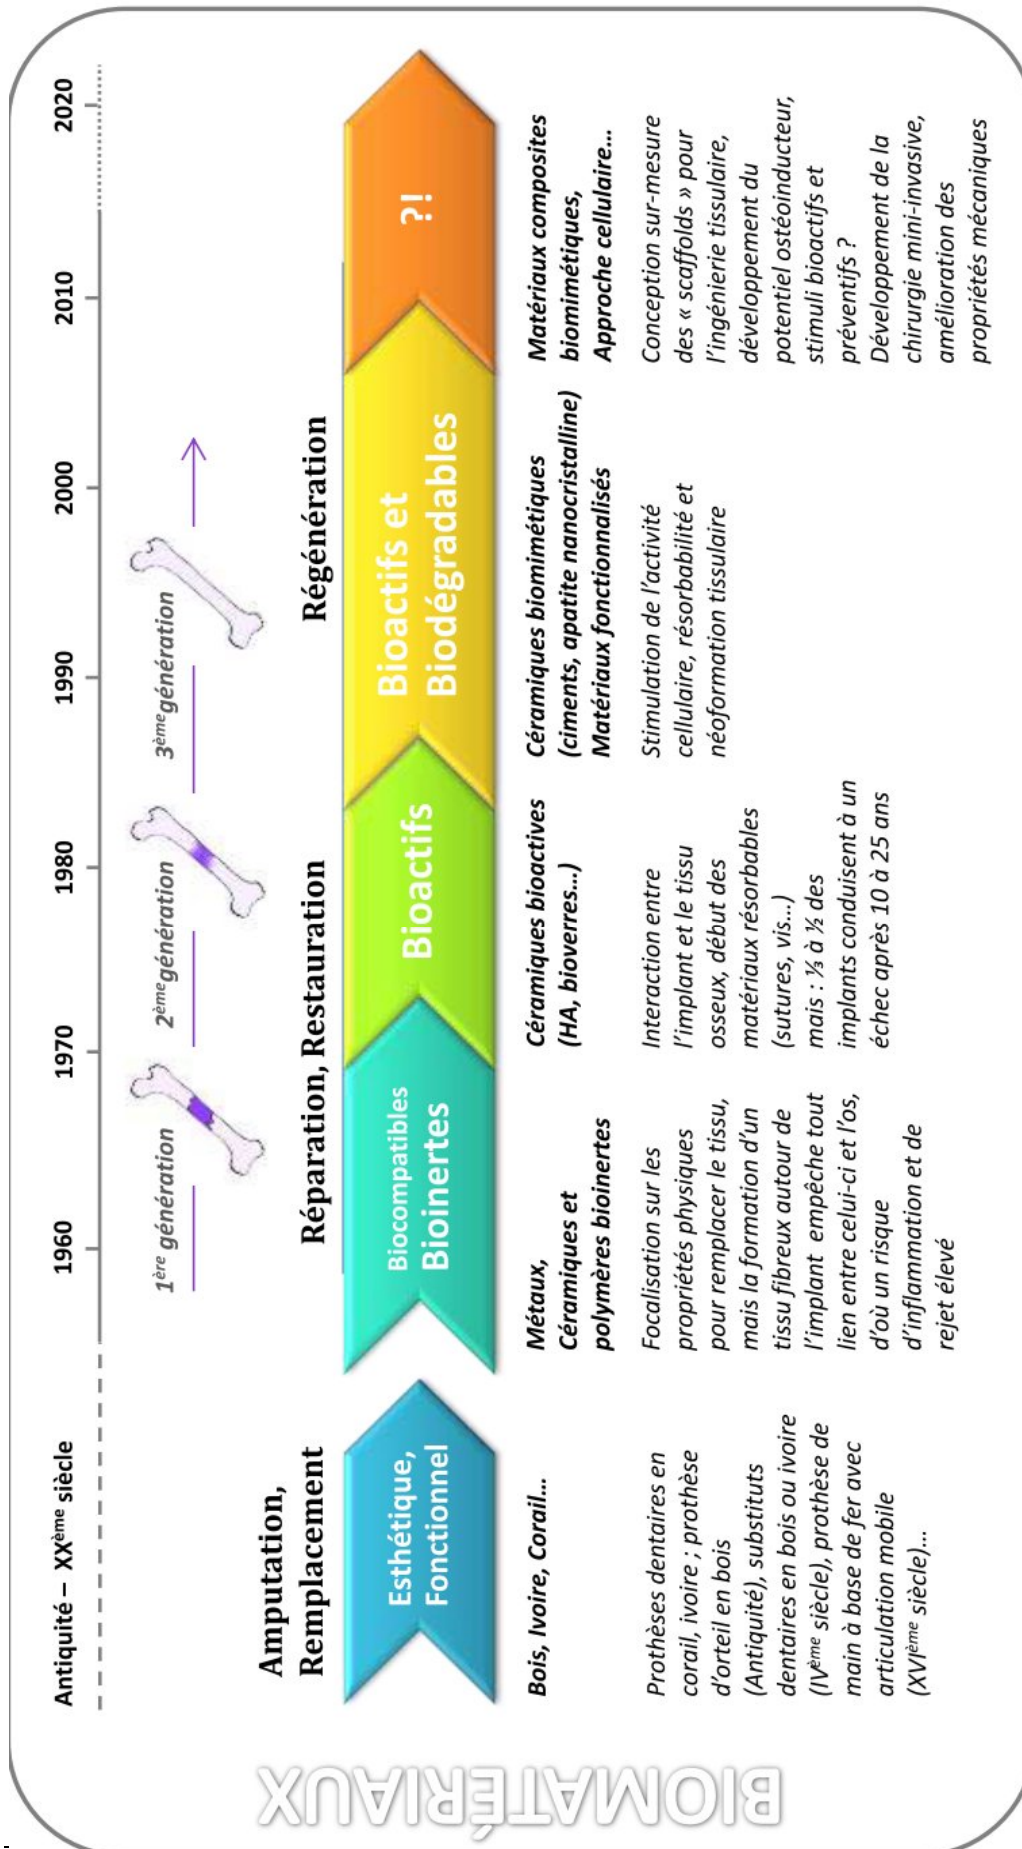 BIOMATÉRIAUX
Antiquité – XXème siècle
1960
1970
1980
1990
2000
2010
2020
1ère génération
2ème génération
3ème génération
Amputation,
Remplacement
Réparation, Restauration
Régénération
Esthétique,
Fonctionnel
Biocompatibles
Bioinertes
Bioactifs
Bioactifs et
Biodégradables
?!
Bois, Ivoire, Corail...
Prothèses dentaires en
corail, ivoire ; prothèse
d'orteil en bois
(Antiquité), substituts
dentaires en bois ou ivoire
(IVème siècle), prothèse de
main à base de fer avec
articulation mobile
(XVIème siècle)...
Métaux,
Céramiques et
polymères bioinertes
Focalisation sur les
propriétés physiques
pour remplacer le tissu,
mais la formation d'un
tissu fibreux autour de
l'implant empêche tout
lien entre celui-ci et l'os,
d'où un risque
d'inflammation et de
rejet élevé
Céramiques bioactives
(HA, bioverres...)
Interaction entre
l'implant et le tissu
osseux, début des
matériaux résorbables
(sutures, vis...)
mais : ⅓ à ½ des
implants conduisent à un
échec après 10 à 25 ans
Céramiques biomimétiques
(ciments, apatite nanocristalline)
Matériaux fonctionnalisés
Stimulation de l'activité
cellulaire, résorbabilité et
néoformation tissulaire
Matériaux composites
biomimétiques,
Approche cellulaire...
Conception sur-mesure
des « scaffolds » pour
l'ingénierie tissulaire,
développement du
potentiel ostéoinducteur,
stimuli bioactifs et
préventifs ?
Développement de la
chirurgie mini-invasive,
amélioration des
propriétés mécaniques